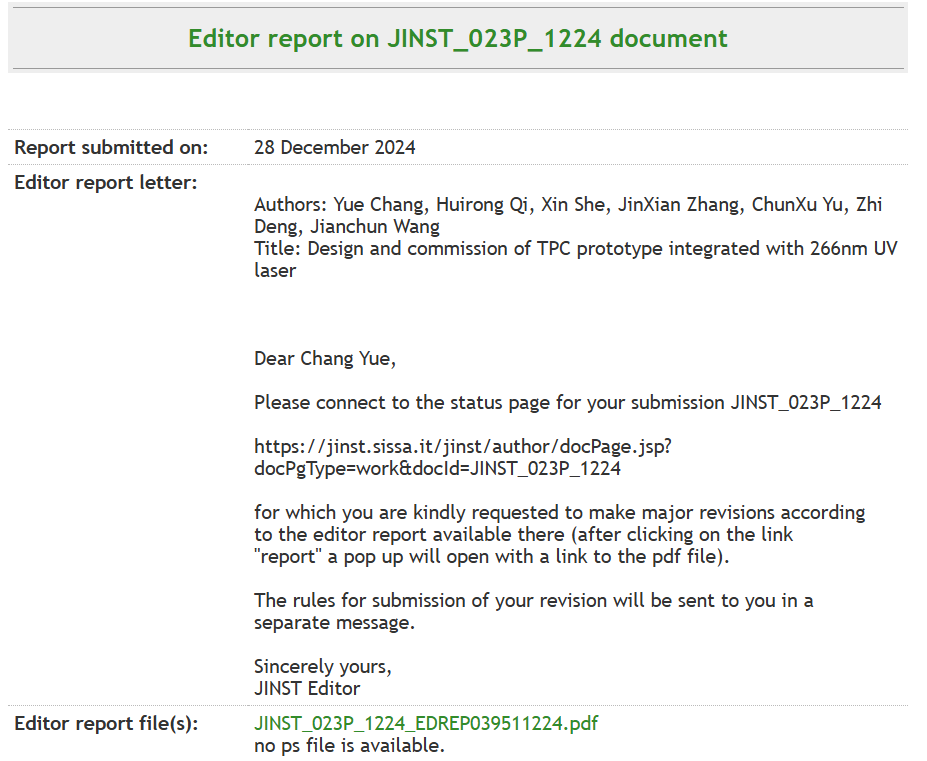 Editor report on JINST_023P_1224 document
Report submitted on: 28 December 2024
Editor report letter:
Authors: Yue Chang, Huirong Qi, Xin She, JinXian Zhang, ChunXu Yu, Zhi
Deng, Jianchun Wang
Title: Design and commission of TPC prototype integrated with 266nm UV
laser
Dear Chang Yue,
Please connect to the status page for your submission JINST_023P_1224
https://jinst.sissa.it/jinst/author/docPage.jsp?
docPgType=work&docId=JINST_023P_1224
for which you are kindly requested to make major revisions according
to the editor report available there (after clicking on the link
"report" a pop up will open with a link to the pdf file).
The rules for submission of your revision will be sent to you in a
separate message.
Sincerely yours,
JINST Editor
Editor report file(s): JINST_023P_1224_EDREP039511224.pdf
no ps file is available.